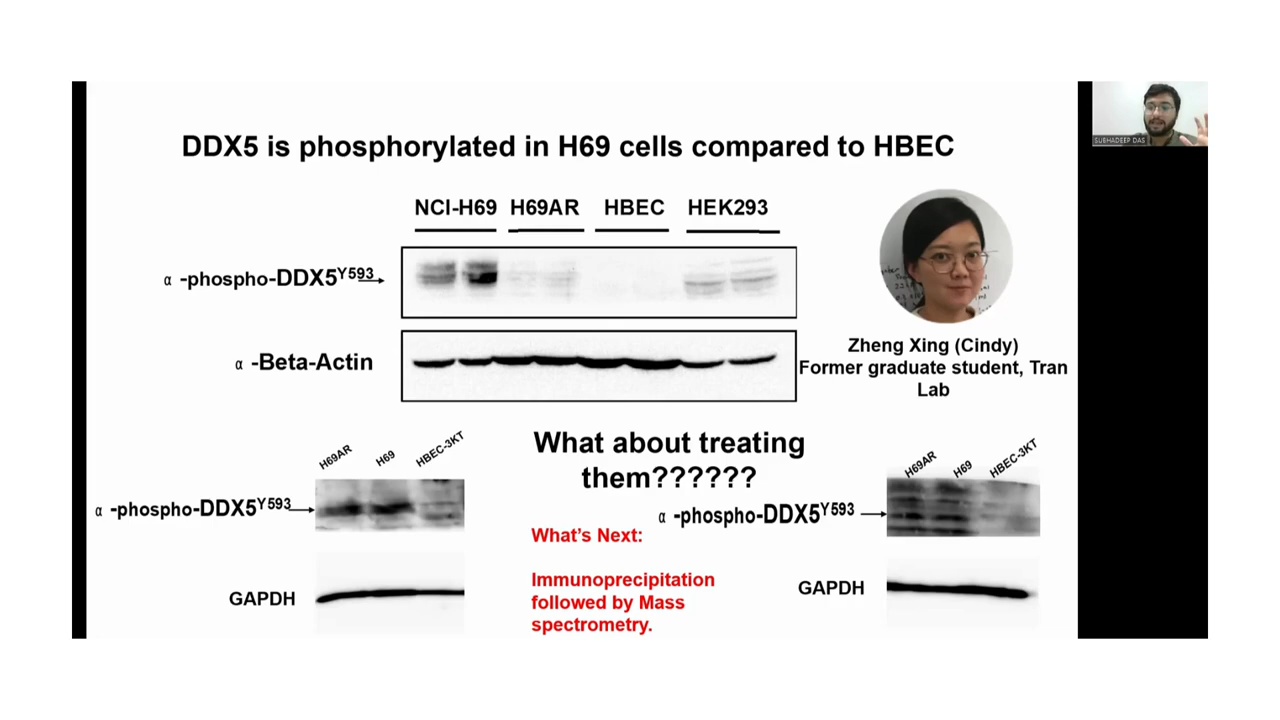 DDX5 is phosphorylated in H69 cells compared to HBEC
NCI-H69 H69AR HBEC HEK293
α -phospho-DDX5Y593
α -Beta-Actin
Zheng Xing (Cindy)
Former graduate student, Tran
Lab
SUBHADEEP DAS
What about treating
them??????
H69AR H69 HBEC-3KT
α -phospho-DDX5Y593
GAPDH
What’s Next:
Immunoprecipitation
followed by Mass
spectrometry.
H69AR H69 HBEC-3KT
α -phospho-DDX5Y593
GAPDH